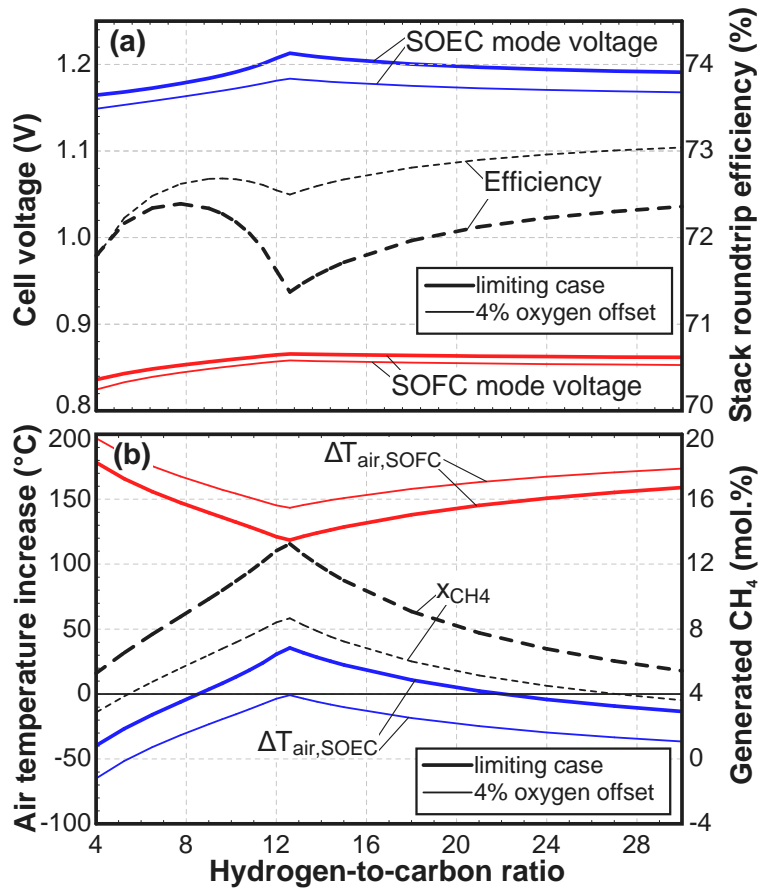 (a)
SOEC mode voltage
Efficiency
limiting case
4% oxygen offset
SOFC mode voltage
Cell voltage (V)
1.2
1.1
1.0
0.9
0.8
Stack roundtrip efficiency (%)
74
73
72
71
70
(b)
ΔTair,SOFC
xCH4
ΔTair,SOEC
limiting case
4% oxygen offset
Air temperature increase (°C)
200
150
100
50
0
-50
-100
Generated CH4 (mol.%)
20
16
12
8
4
0
-4
4 8 12 16 20 24 28
Hydrogen-to-carbon ratio